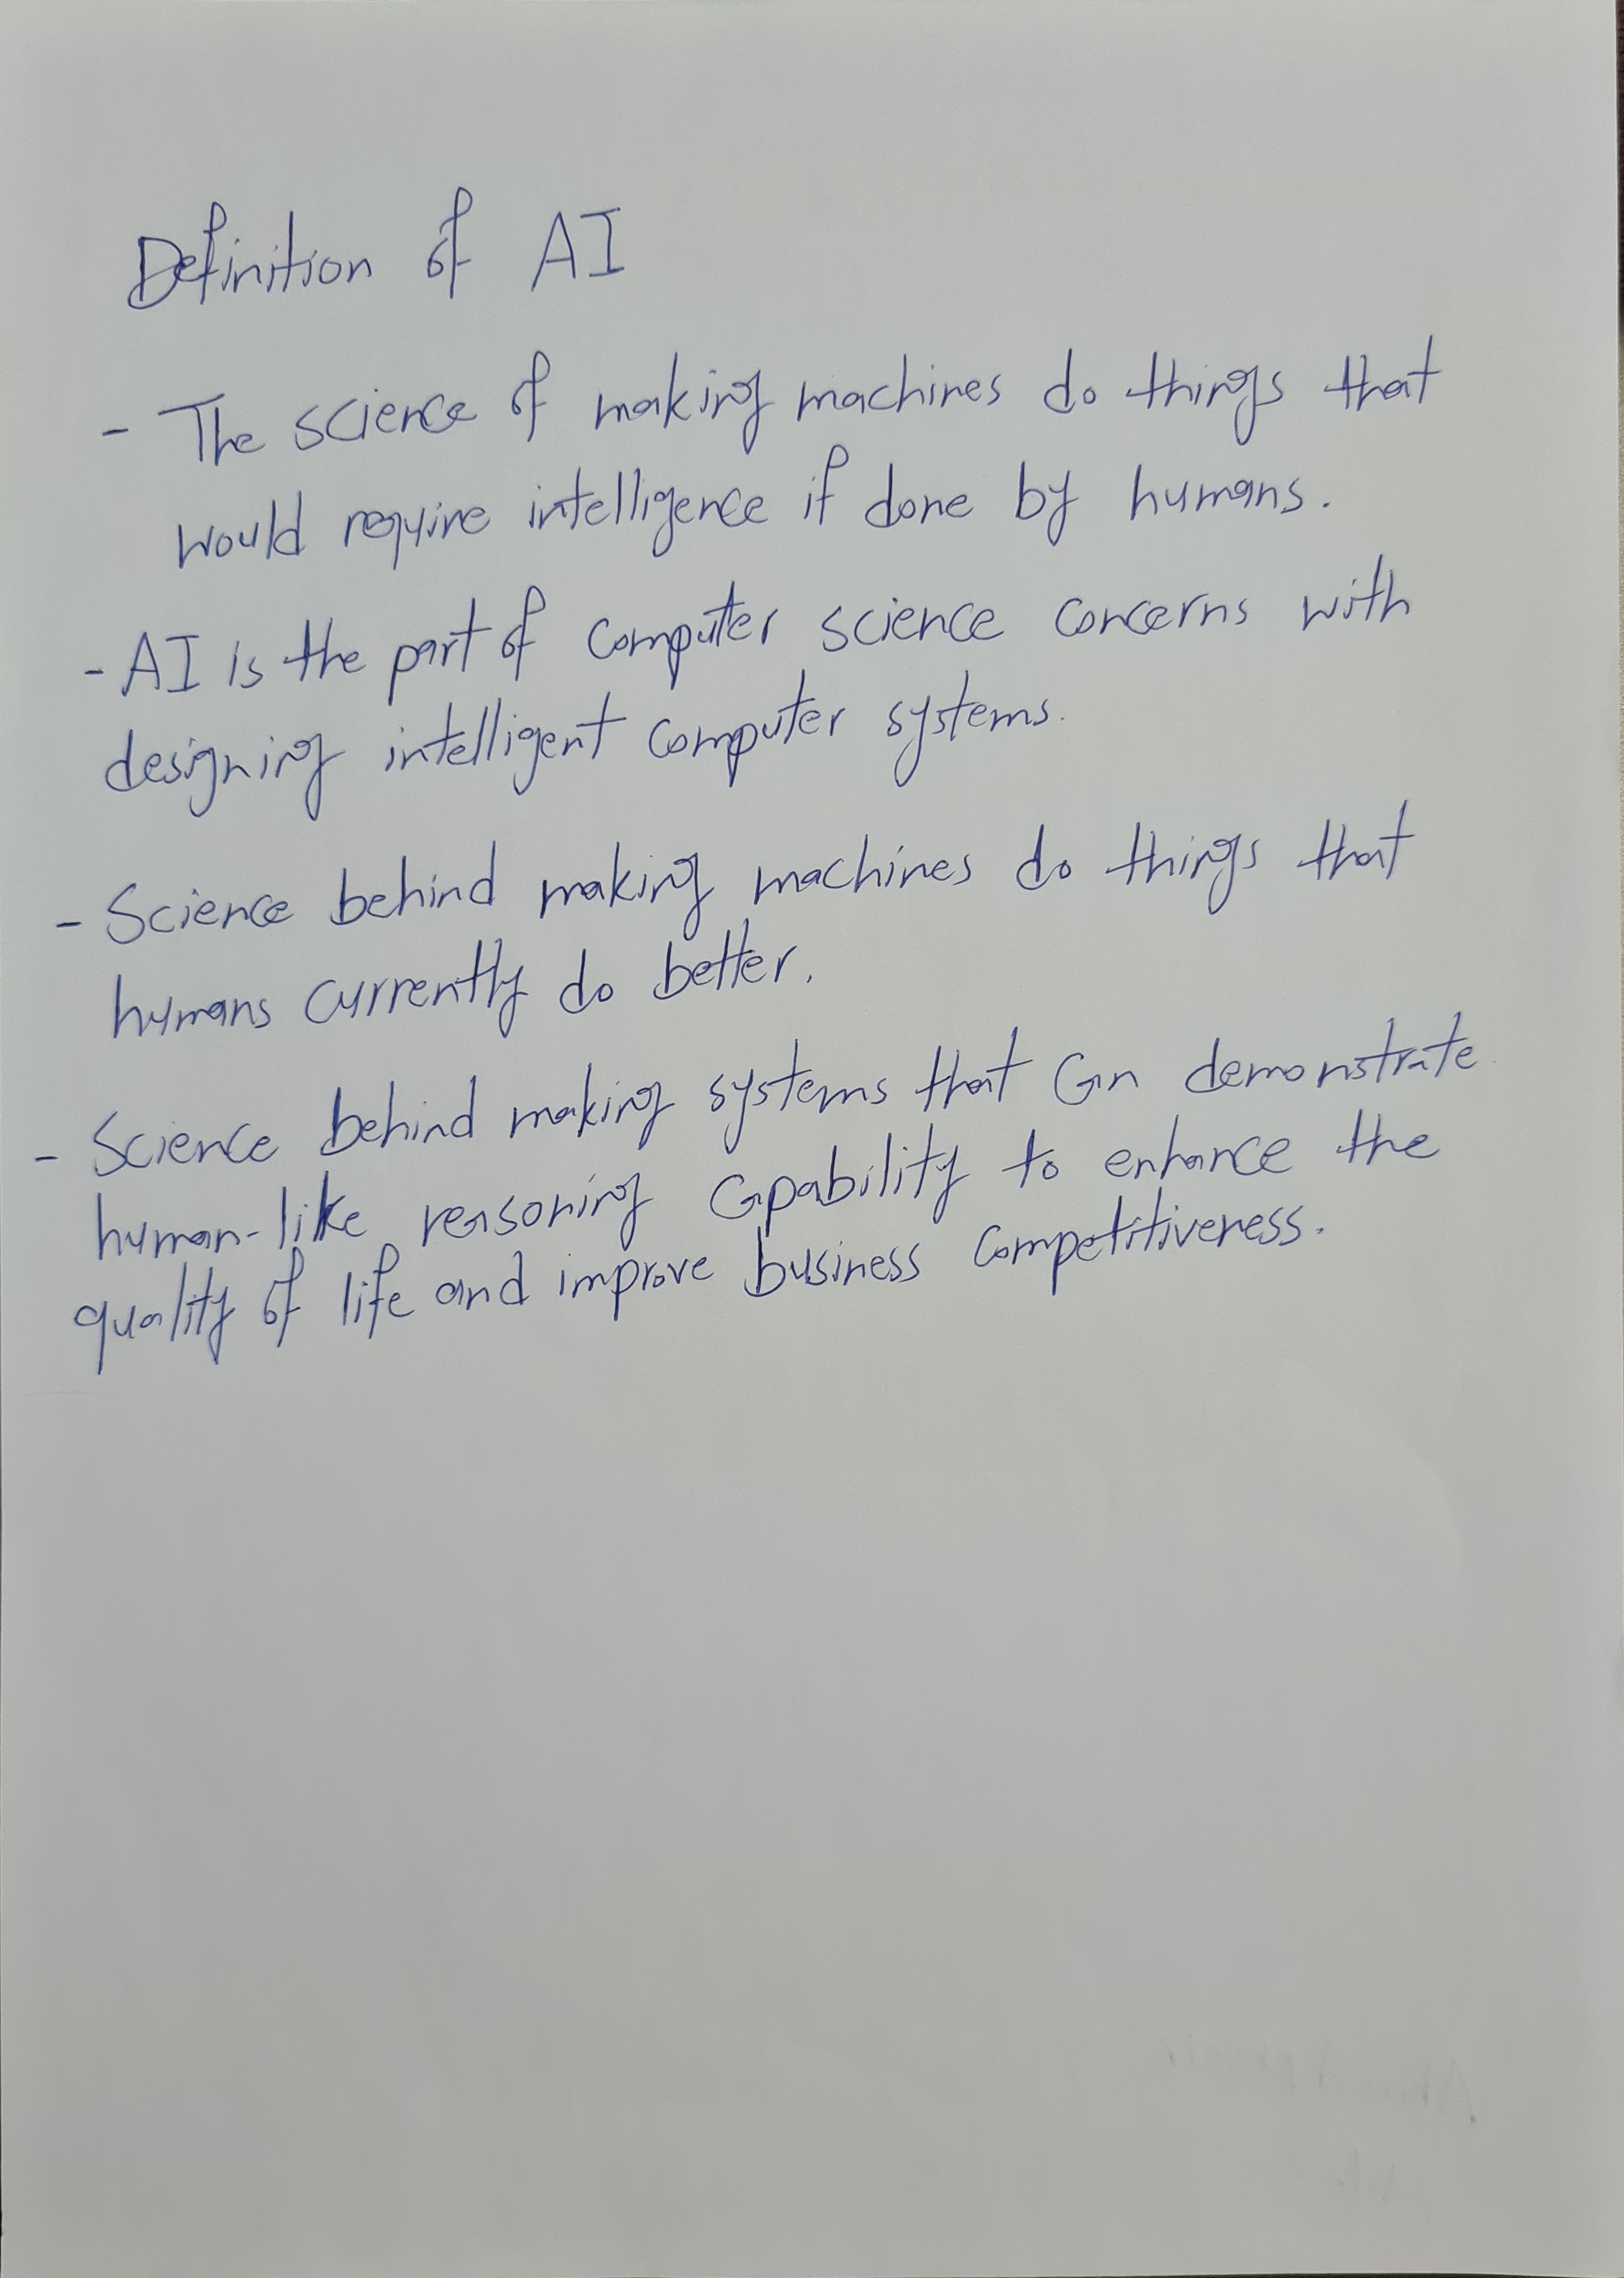 Definition of AI
- The science of making machines do things that
would require intelligence if done by humans.
- AI is the part of computer science concerns with
designing intelligent computer systems.
- Science behind making machines do things that
humans currently do better.
- Science behind making systems that can demonstrate
human-like reasoning capability to enhance the
quality of life and improve business competitiveness.